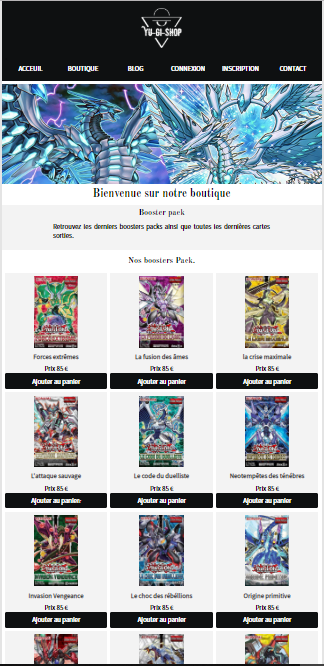 YU-GI-SHOP
ACCEUIL BOUTIQUE BLOG CONNEXION INSCRIPTION CONTACT
Bienvenue sur notre boutique
Booster pack
Retrouvez les derniers boosters packs ainsi que toutes les dernières cartes
sorties.
Nos boosters Pack.
Forces extrêmes La fusion des âmes la crise maximale
Prix 85 € Prix 85 € Prix 85 €
Ajouter au panier Ajouter au panier Ajouter au panier
L'attaque sauvage Le code du duelliste Neotempêtes des ténèbres
Prix 85 € Prix 85 € Prix 85 €
Ajouter au panier Ajouter au panier Ajouter au panier
Invasion Vengeance Le choc des rébéllions Origine primitive
Prix 85 € Prix 85 € Prix 85 €
Ajouter au panier Ajouter au panier Ajouter au panier